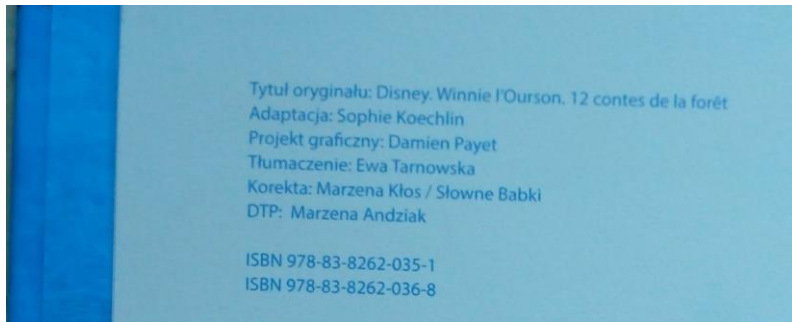 Tytuł oryginału: Disney. Winnie l'Ourson. 12 contes de la forêt
Adaptacja: Sophie Koechlin
Projekt graficzny: Damien Payet
Tłumaczenie: Ewa Tarnowska
Korekta: Marzena Kłos / Słowne Babki
DTP: Marzena Andziak
ISBN 978-83-8262-035-1
ISBN 978-83-8262-036-8